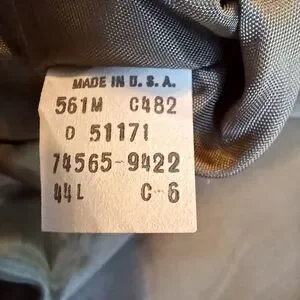 MADE IN U.S.A.
561M C482
D 51171
74565-9422
44L C-6